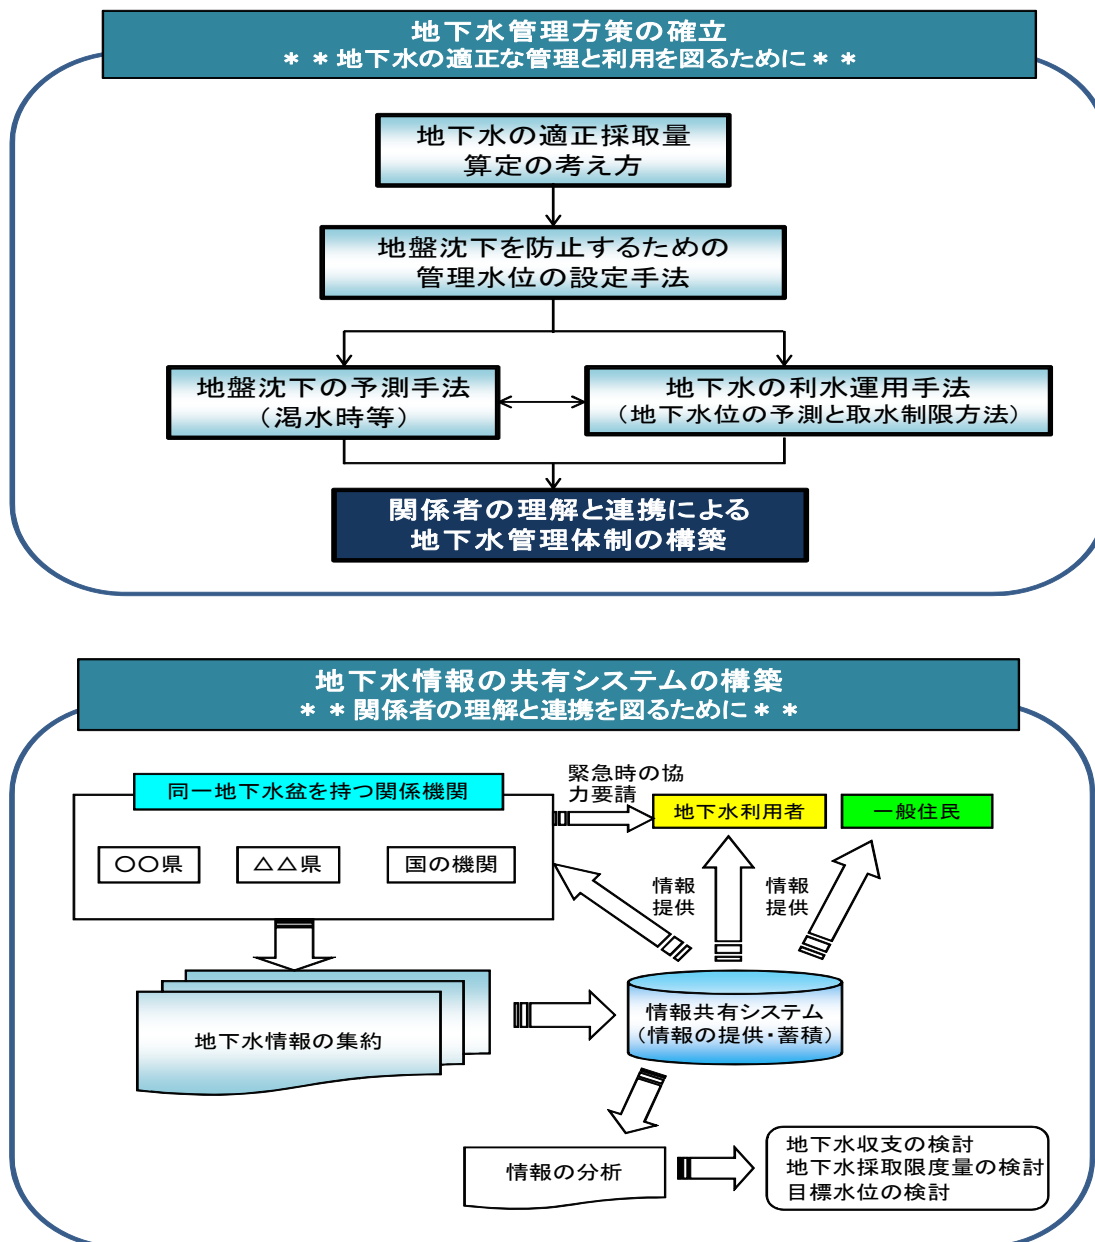 地下水管理方策の確立
＊＊地下水の適正な管理と利用を図るために＊＊
地下水の適正採取量
算定の考え方
地盤沈下を防止するための
管理水位の設定手法
地盤沈下の予測手法
（渇水時等）
地下水の利水運用手法
（地下水位の予測と取水制限方法）
関係者の理解と連携による
地下水管理体制の構築
地下水情報の共有システムの構築
＊＊関係者の理解と連携を図るために＊＊
同一地下水盆を持つ関係機関
緊急時の協
力要請
地下水利用者
一般住民
〇〇県
△△県
国の機関
情報
提供
情報
提供
地下水情報の集約
情報共有システム
（情報の提供・蓄積）
情報の分析
地下水収支の検討
地下水採取限度量の検討
目標水位の検討